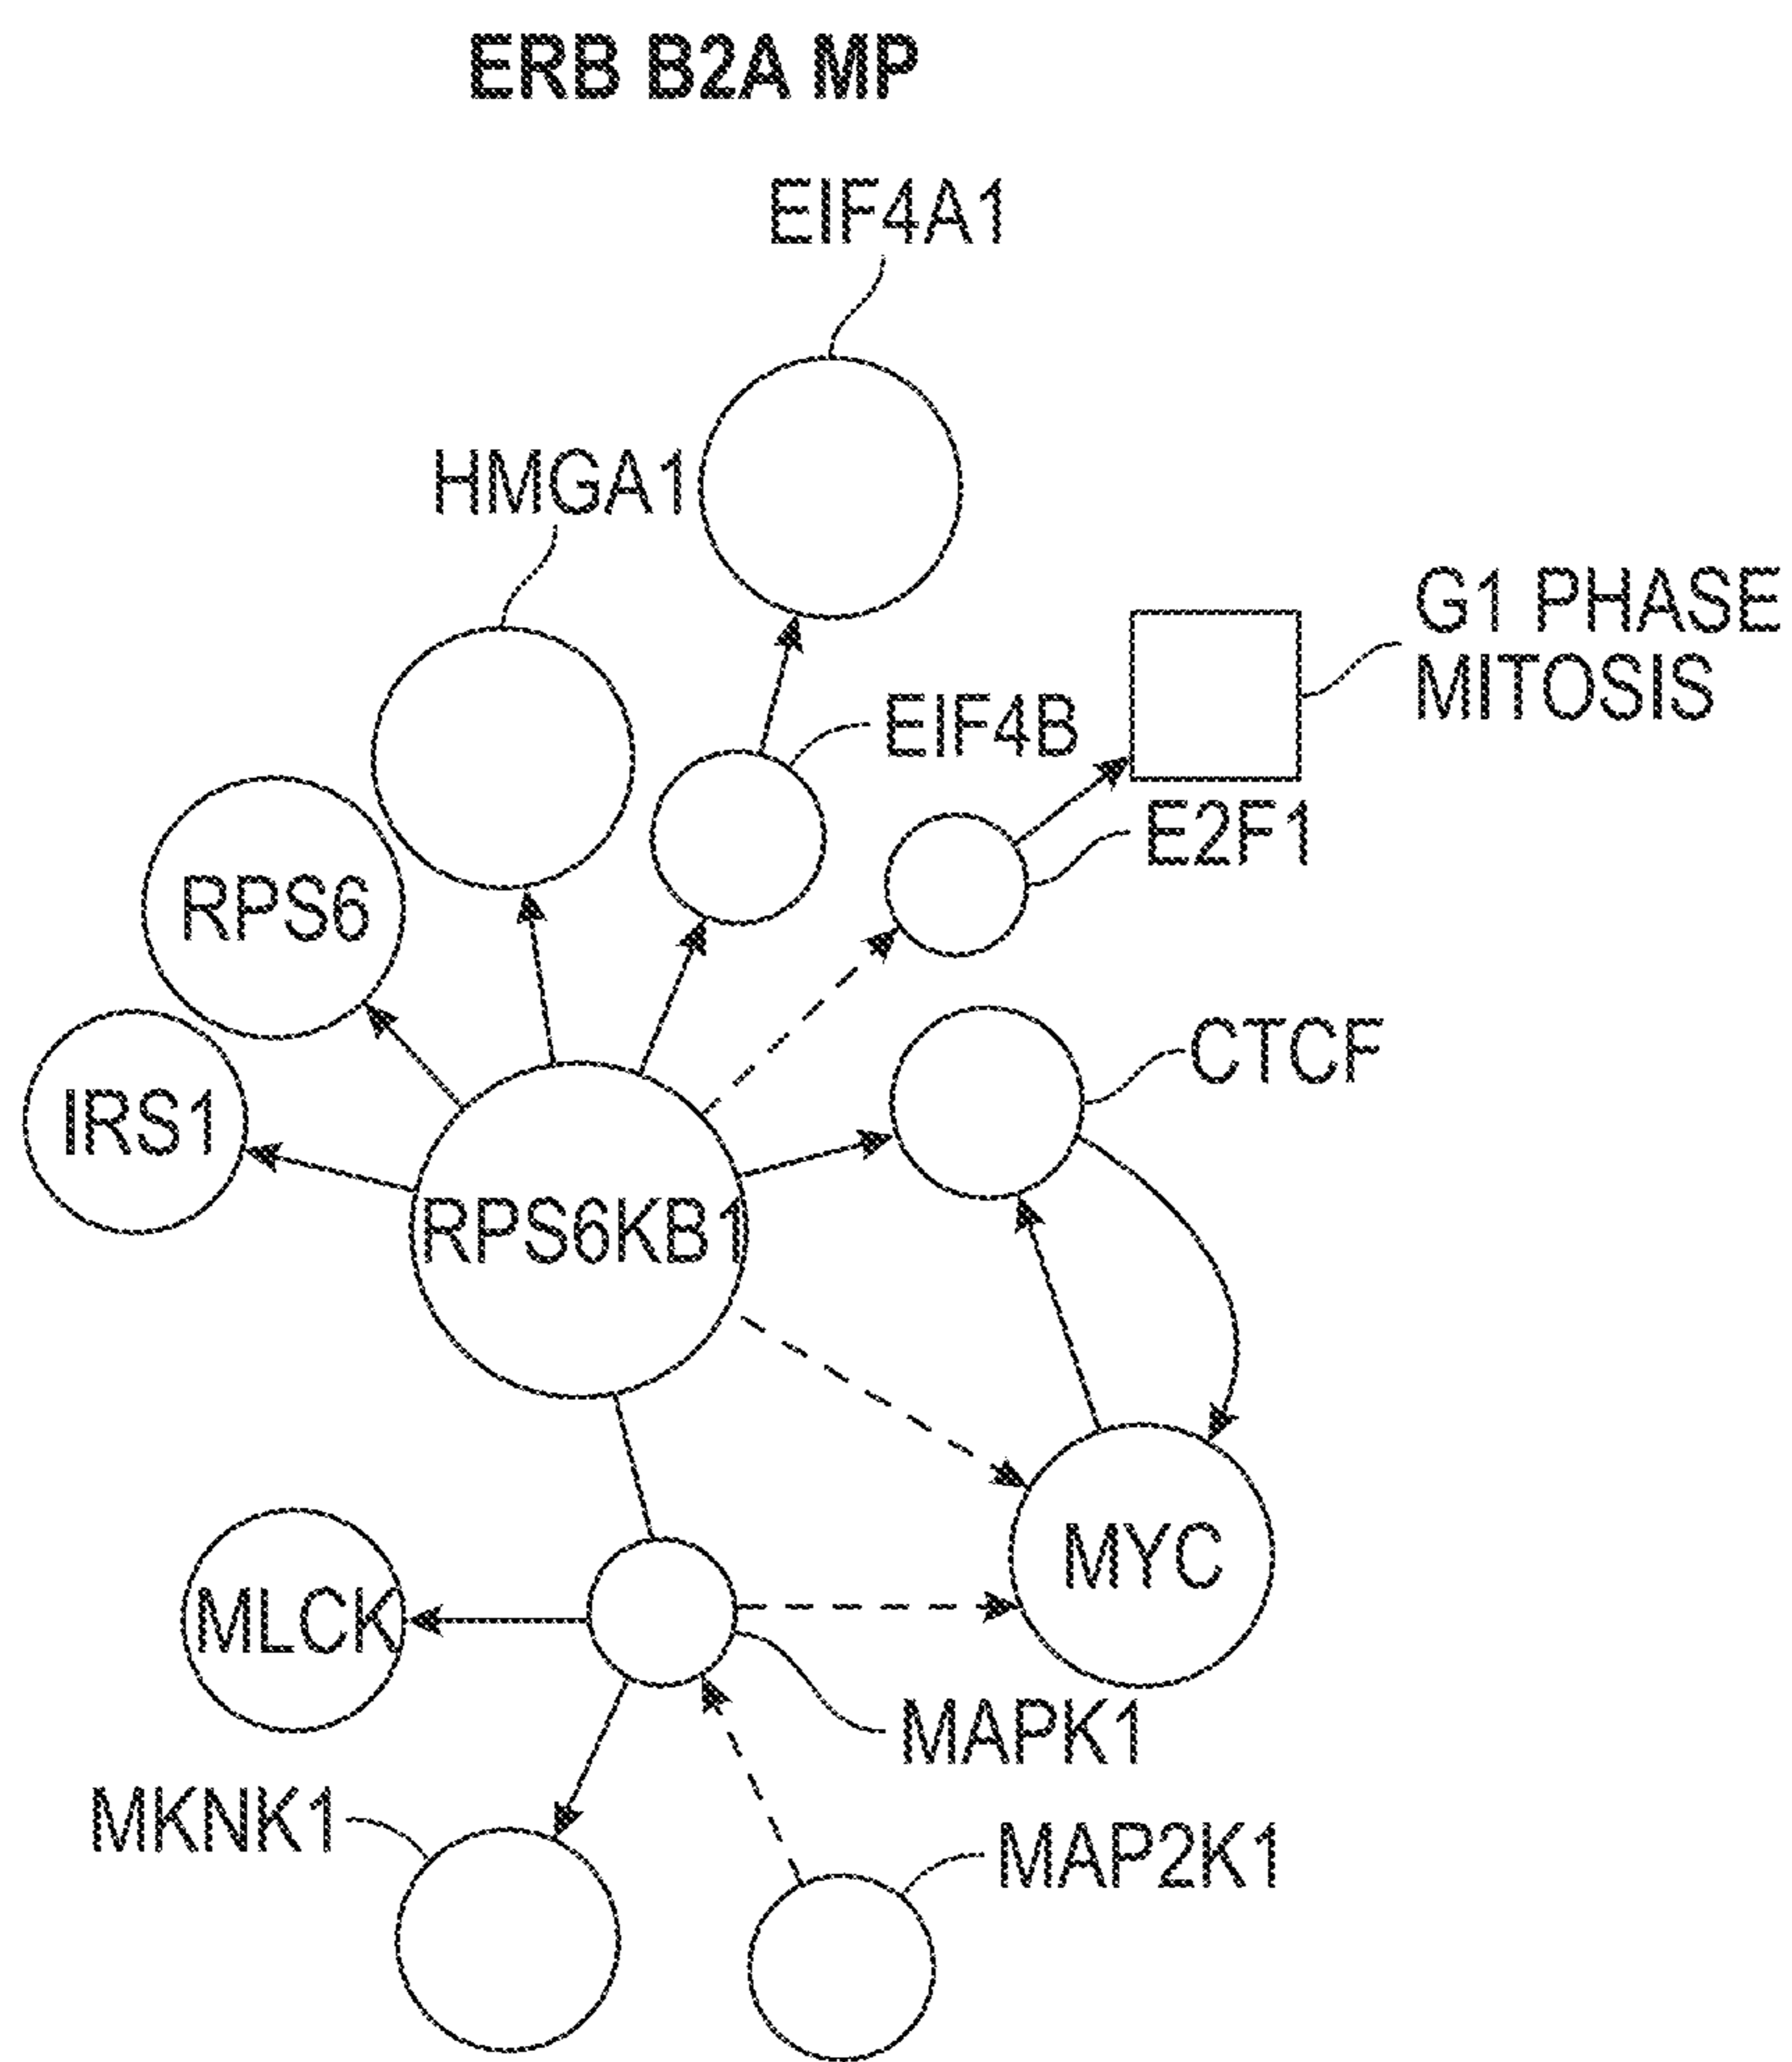 ERB B2A MP
EIF4A1
HMGA1
G1 PHASE
MITOSIS
EIF4B
E2F1
RPS6
CTCF
IRS1
RPS6KB1
MYC
MLCK
MAPK1
MKNK1
MAP2K1